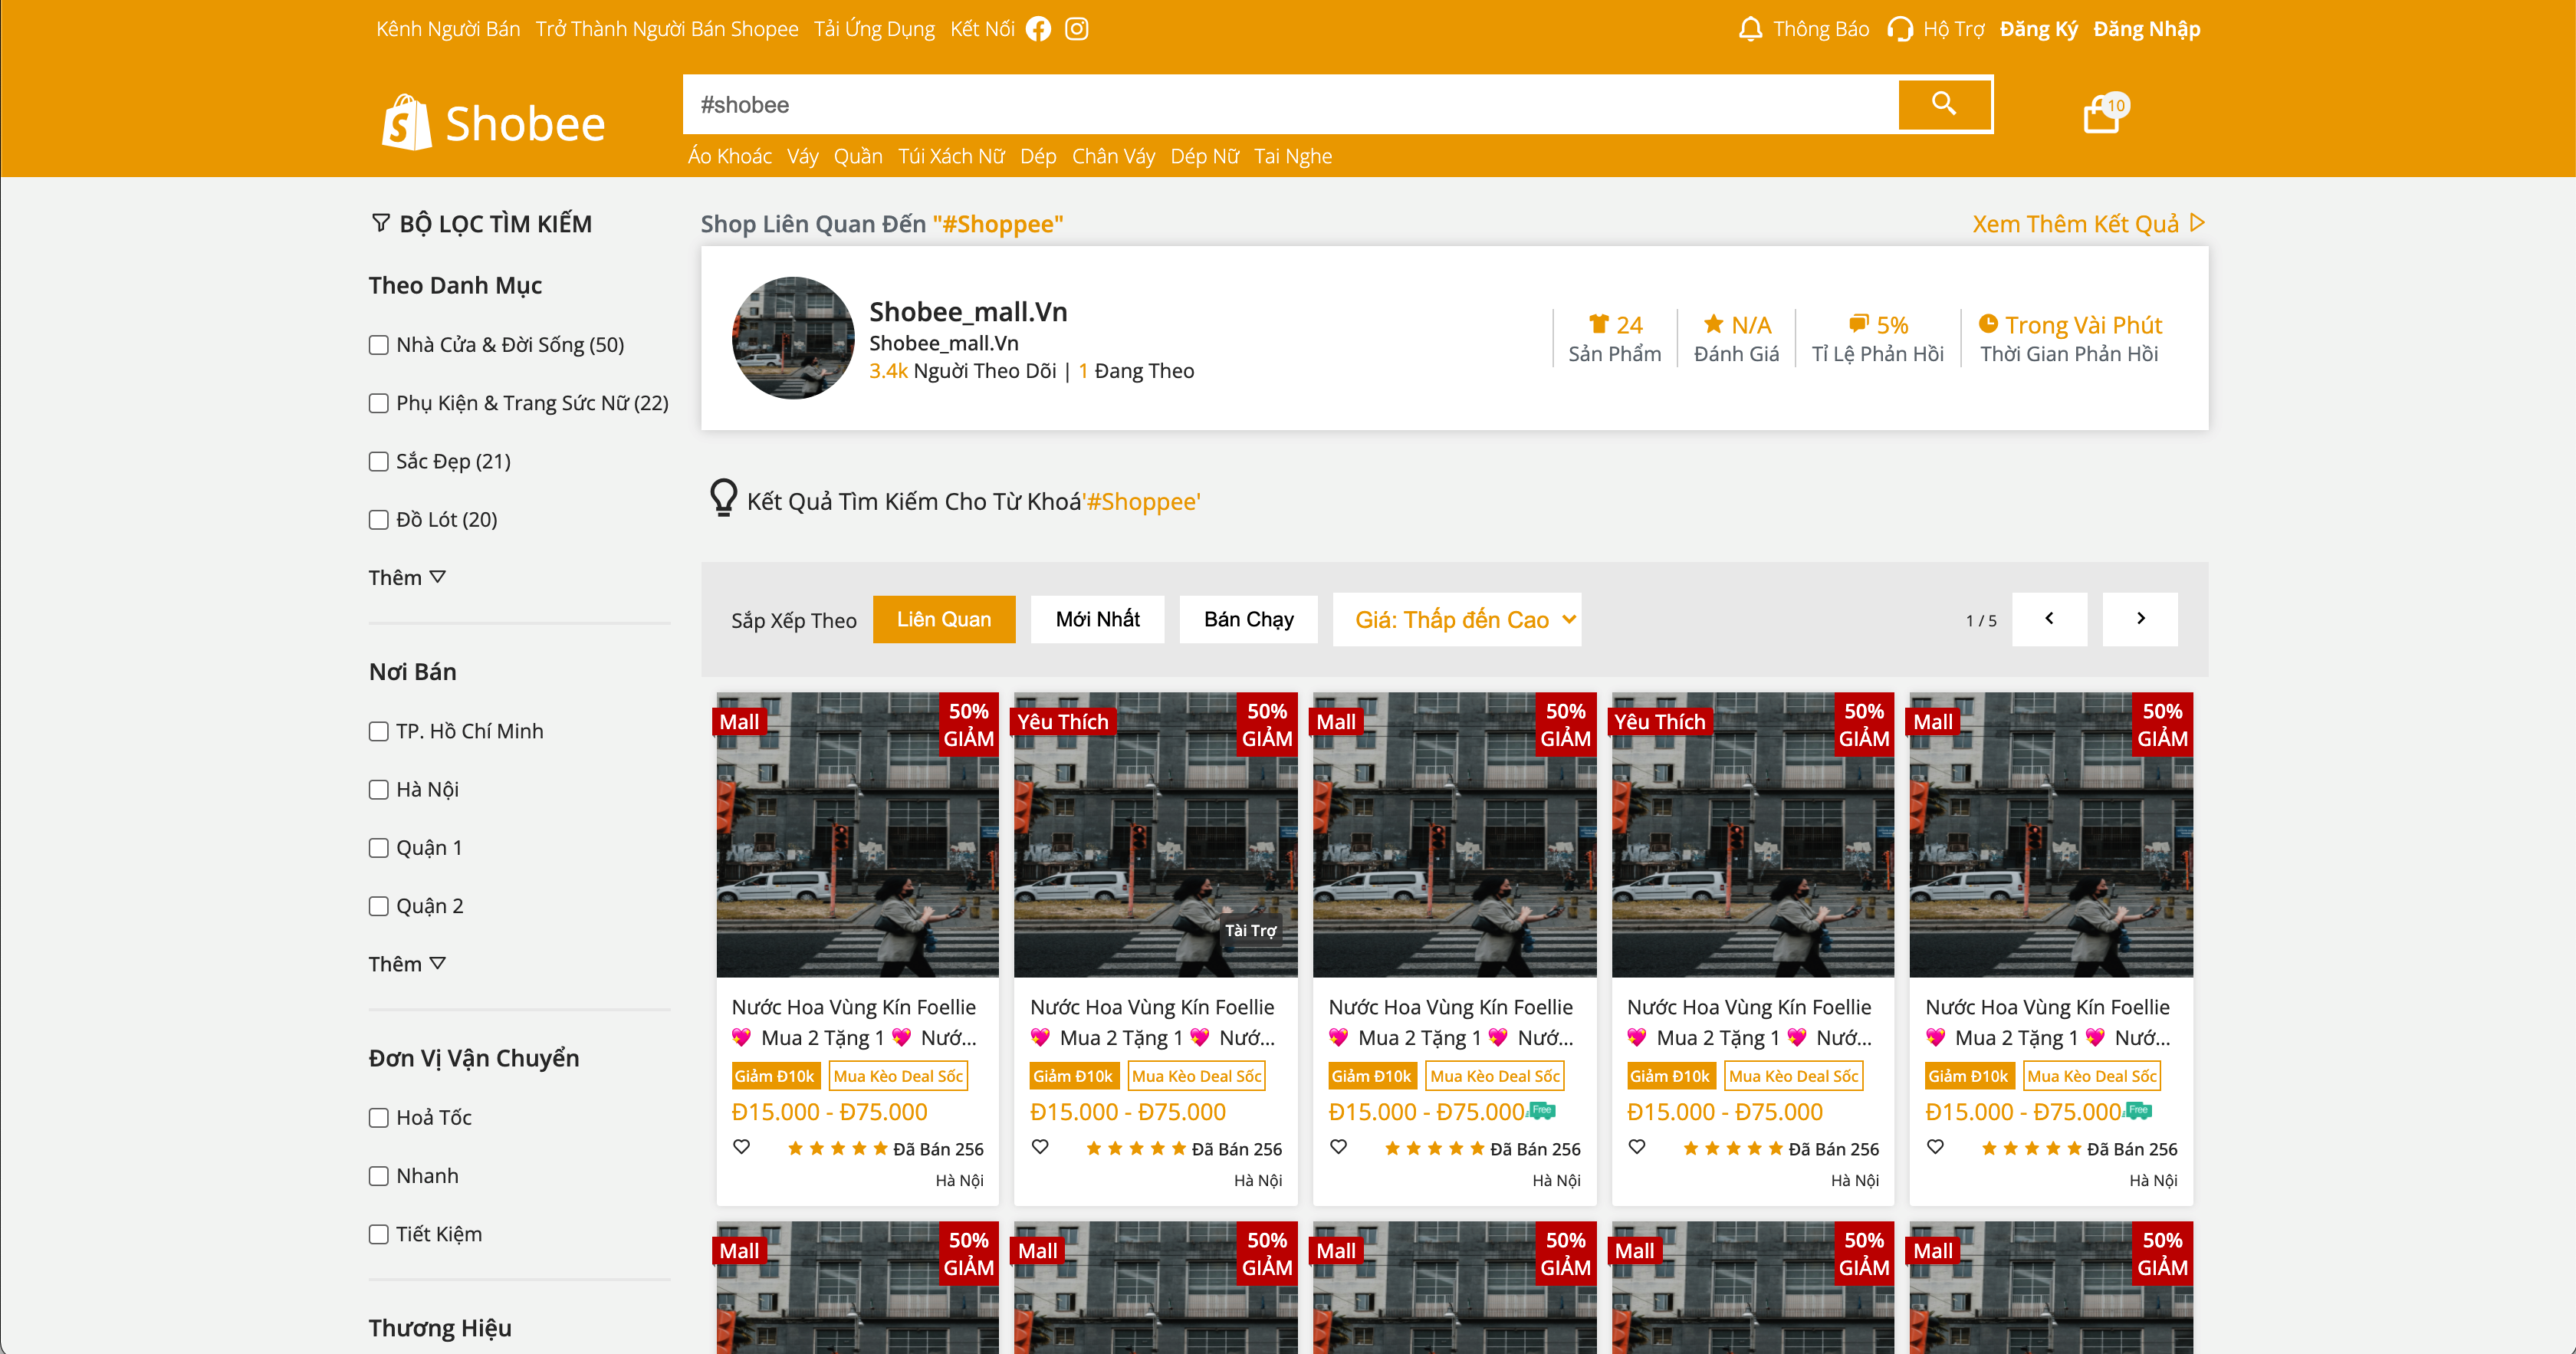 Kênh Người Bán Trở Thành Người Bán Shopee Tải Ứng Dụng Kết Nối
Thông Báo Hộ Trợ Đăng Ký Đăng Nhập
Shobee
#shobee
10
Áo Khoác Váy Quần Túi Xách Nữ Dép Chân Váy Dép Nữ Tai Nghe
BỘ LỌC TÌM KIẾM
Theo Danh Mục
Nhà Cửa & Đời Sống (50)
Phụ Kiện & Trang Sức Nữ (22)
Sắc Đẹp (21)
Đồ Lót (20)
Thêm
Nơi Bán
TP. Hồ Chí Minh
Hà Nội
Quận 1
Quận 2
Thêm
Đơn Vị Vận Chuyển
Hoả Tốc
Nhanh
Tiết Kiệm
Thương Hiệu
Shop Liên Quan Đến "#Shoppee"
Xem Thêm Kết Quả
Shobee_mall.Vn
Shobee_mall.Vn
3.4k Người Theo Dõi | 1 Đang Theo
24
Sản Phẩm
N/A
Đánh Giá
5%
Tỉ Lệ Phản Hồi
Trong Vài Phút
Thời Gian Phản Hồi
Kết Quả Tìm Kiếm Cho Từ Khoá'#Shoppee'
Sắp Xếp Theo Liên Quan Mới Nhất Bán Chạy Giá: Thấp đến Cao 1 / 5
Mall
50%
GIẢM
Nước Hoa Vùng Kín Foellie
💖 Mua 2 Tặng 1 💖 Nướ...
Giảm Đ10k Mua Kèo Deal Sốc
Đ15.000 - Đ75.000
Đã Bán 256
Hà Nội
Yêu Thích
50%
GIẢM
Tài Trợ
Nước Hoa Vùng Kín Foellie
💖 Mua 2 Tặng 1 💖 Nướ...
Giảm Đ10k Mua Kèo Deal Sốc
Đ15.000 - Đ75.000
Đã Bán 256
Hà Nội
Mall
50%
GIẢM
Nước Hoa Vùng Kín Foellie
💖 Mua 2 Tặng 1 💖 Nướ...
Giảm Đ10k Mua Kèo Deal Sốc
Đ15.000 - Đ75.000 Free
Đã Bán 256
Hà Nội
Yêu Thích
50%
GIẢM
Nước Hoa Vùng Kín Foellie
💖 Mua 2 Tặng 1 💖 Nướ...
Giảm Đ10k Mua Kèo Deal Sốc
Đ15.000 - Đ75.000
Đã Bán 256
Hà Nội
Mall
50%
GIẢM
Nước Hoa Vùng Kín Foellie
💖 Mua 2 Tặng 1 💖 Nướ...
Giảm Đ10k Mua Kèo Deal Sốc
Đ15.000 - Đ75.000 Free
Đã Bán 256
Hà Nội
Mall
50%
GIẢM
Mall
50%
GIẢM
Mall
50%
GIẢM
Mall
50%
GIẢM
Mall
50%
GIẢM